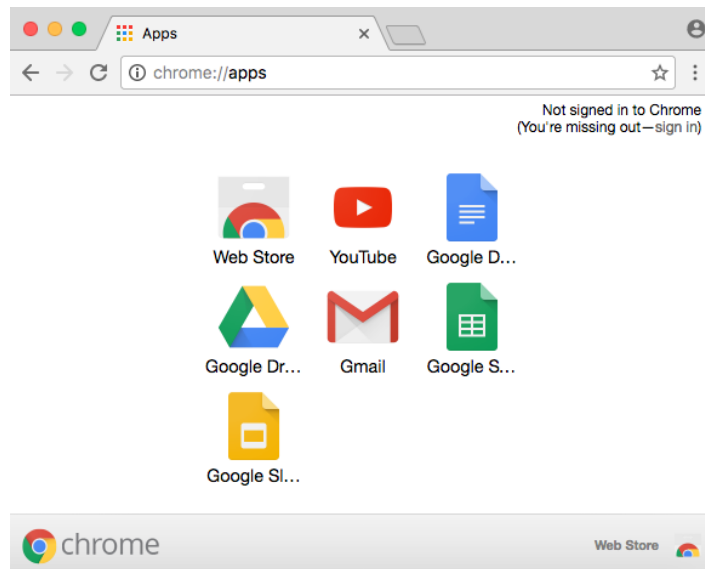 Apps
chrome://apps
Not signed in to Chrome
(You're missing out—sign in)
Web Store YouTube Google D...
Google Dr... Gmail Google S...
Google Sl...
chrome Web Store